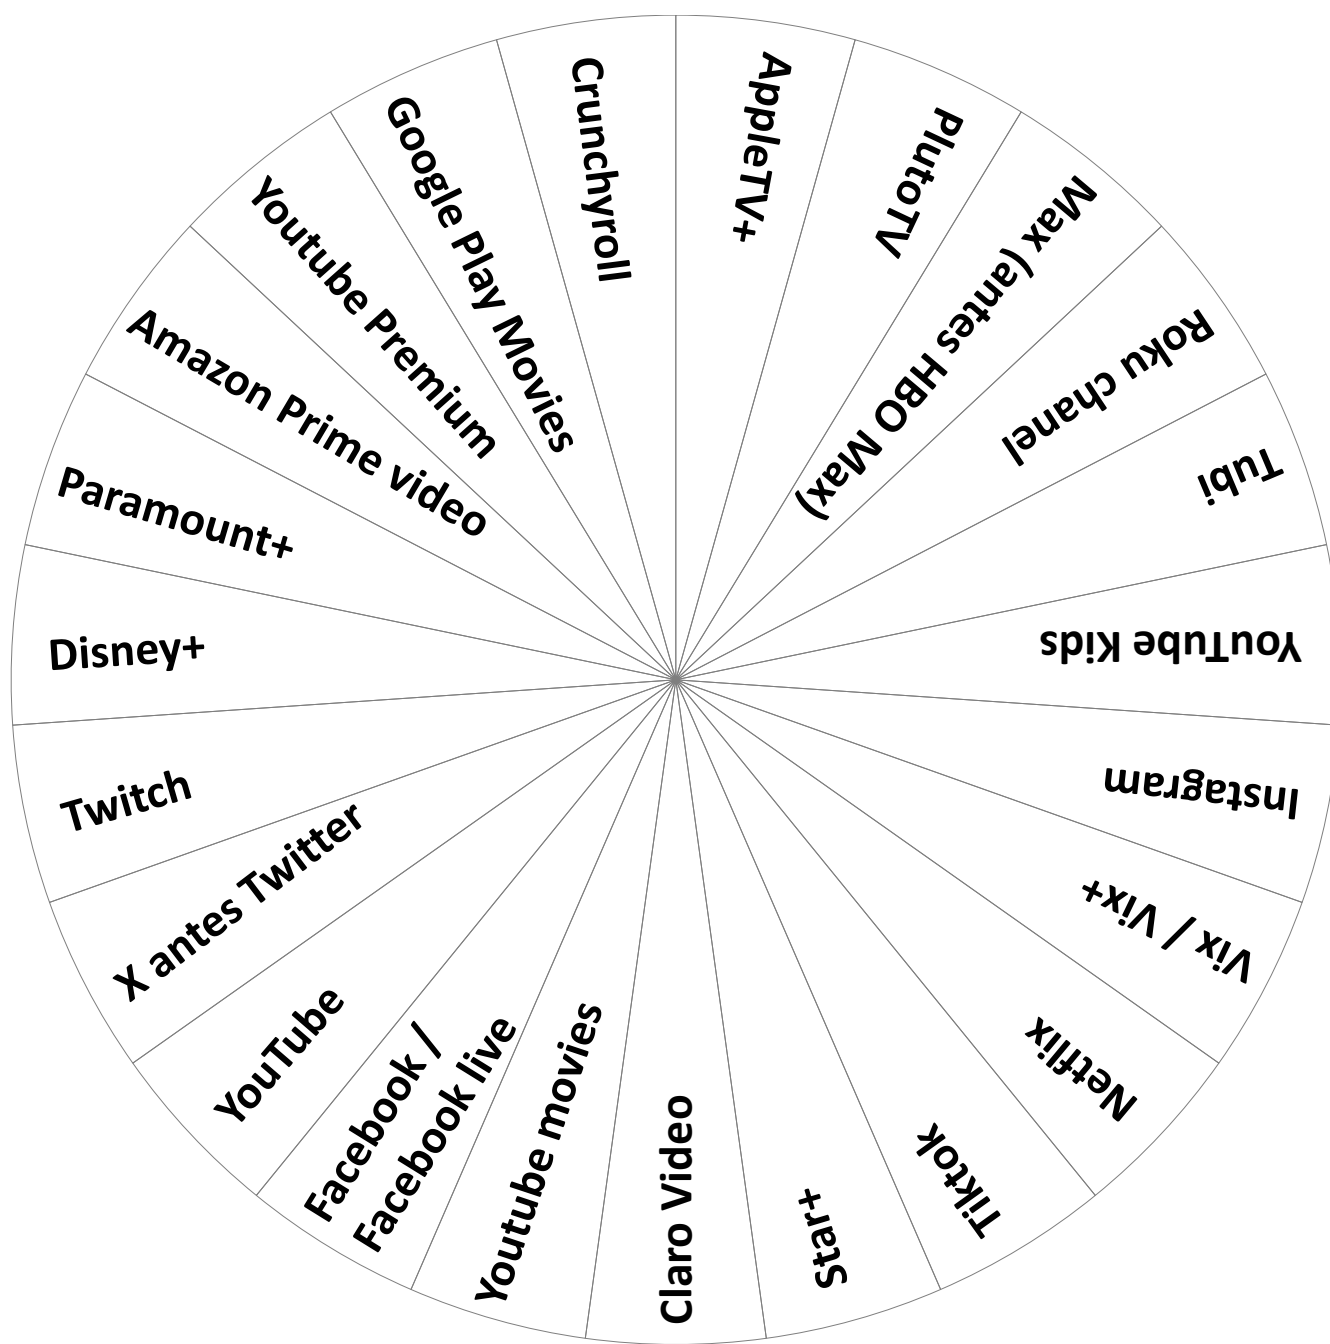 AppleTV+
PlutoTV
Max (antes HBO Max)
Roku chanel
Tubi
YouTube Kids
Instagram
Vix / Vix+
Netflix
Tiktok
Star+
Claro Video
Youtube movies
Facebook /
Facebook live
YouTube
X antes Twitter
Twitch
Disney+
Paramount+
Amazon Prime video
Youtube Premium
Google Play Movies
Crunchyroll